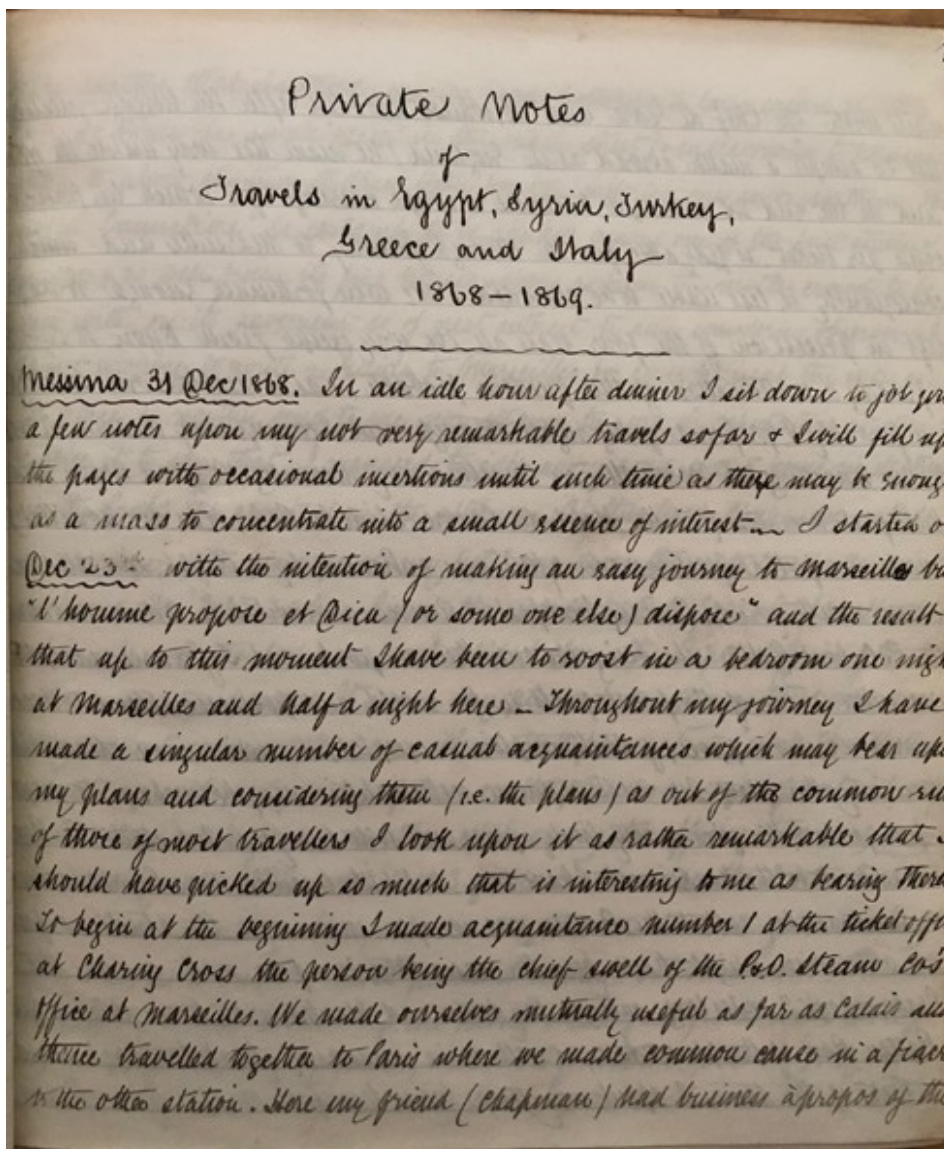 Private Notes
of
Travels in Egypt, Syria, Turkey,
Greece and Italy
1868–1869.
Messina 31 Dec 1868. In an idle hour after dinner I sit down to jot
a few notes upon my not very remarkable travels sofar & I will fill up
the pages with occasional insertions until such time as there may be enoug
as a mass to concentrate into a small essence of interest — I started o
Dec 23rd with the intention of making an easy journey to Marseilles bu
"l'homme propose et Dieu (or some one else) dispose" and the result
that up to this moment I have been to roost in a bedroom one nigh
at Marseilles and half a night here – Throughout my journey I have
made a singular number of casual acquaintances which may bear upo
my plans and considering them (i.e. the plans) as out of the common ru
of those of most travellers I look upon it as rather remarkable that I
should have picked up so much that is interesting to me as bearing there
To begin at the beginning I made acquaintance number 1 at the ticket offi
at Charing Cross the person being the chief swell of the P&O. Steam Co's
Office at Marseilles. We made ourselves mutually useful as far as Calais and
thence travelled together to Paris where we made common cause in a fiacr
to the other station. Here my friend (Chapman) had business àpropos of the